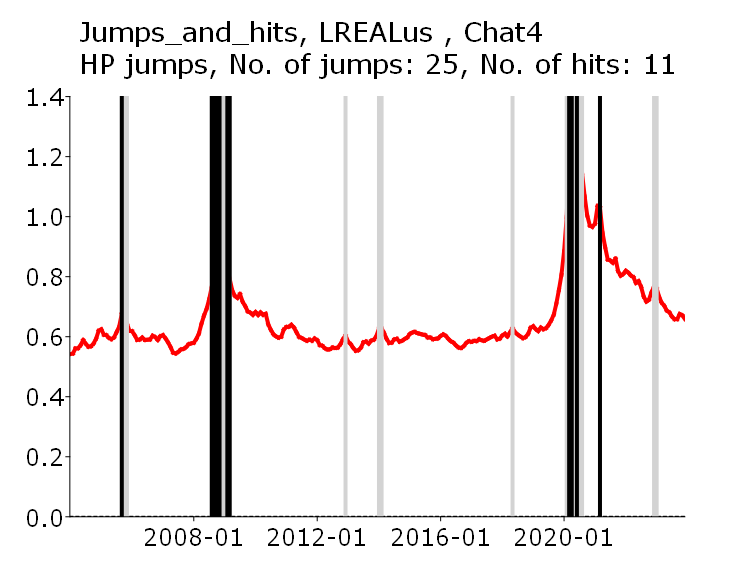 Jumps_and_hits, LREALus , Chat4
HP jumps, No. of jumps: 25, No. of hits: 11
1.4
1.2
1.0
0.8
0.6
0.4
0.2
0.0
2008-01 2012-01 2016-01 2020-01